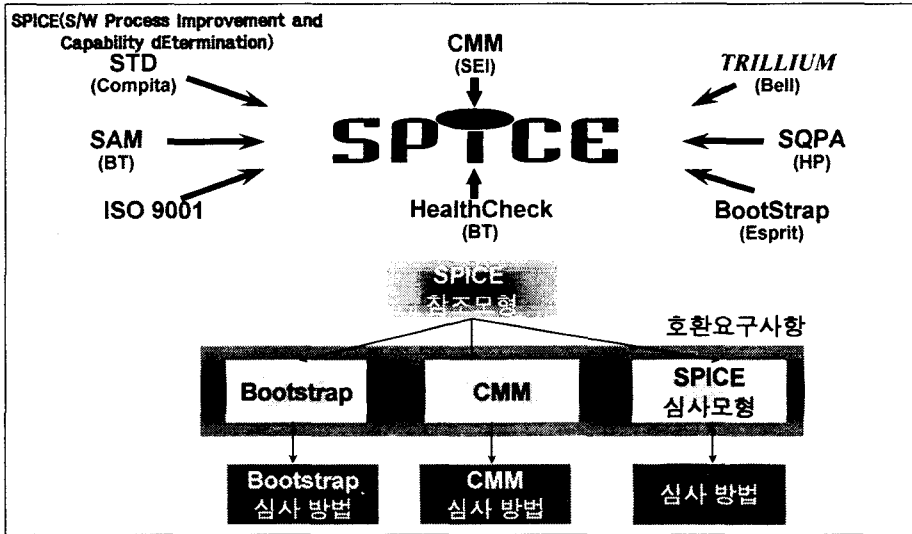 SPICE(S/W Process Improvement and
Capability dEtermination)
STD
(Compita)
CMM
(SEI)
TRILLIUM
(Bell)
SAM
(BT)
SPICE
SQPA
(HP)
ISO 9001
HealthCheck
(BT)
BootStrap
(Esprit)
SPICE
참조모형
호환요구사항
Bootstrap
CMM
SPICE
심사모형
Bootstrap
심사 방법
CMM
심사 방법
심사 방법